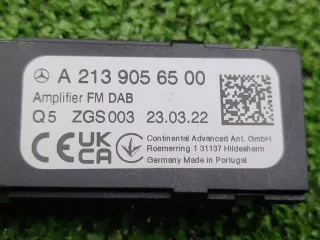 A 213 905 65 00
Amplifier FM DAB
Q5 ZGS003 23.03.22
CE UK CA
Continental Advanced Ant. GmbH
Roemerring 1 31137 Hildesheim
Germany Made in Portugal